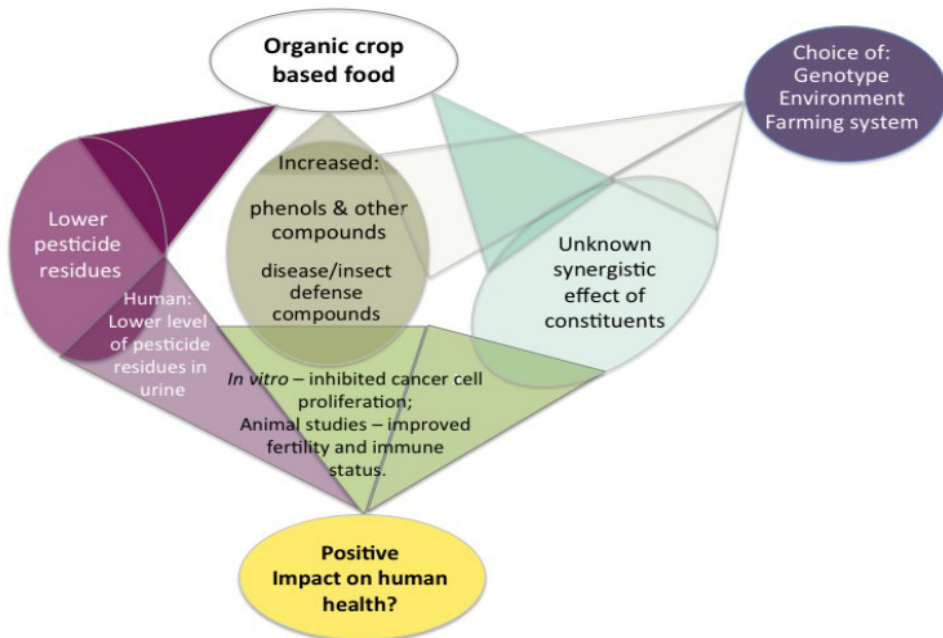 Organic crop
based food
Choice of:
Genotype
Environment
Farming system
Lower
pesticide
residues
Increased:
phenols & other
compounds
disease/insect
defense
compounds
Unknown
synergistic
effect of
constituents
Human:
Lower level
of pesticide
residues in
urine
In vitro – inhibited cancer cell
proliferation;
Animal studies – improved
fertility and immune
status.
Positive
Impact on human
health?